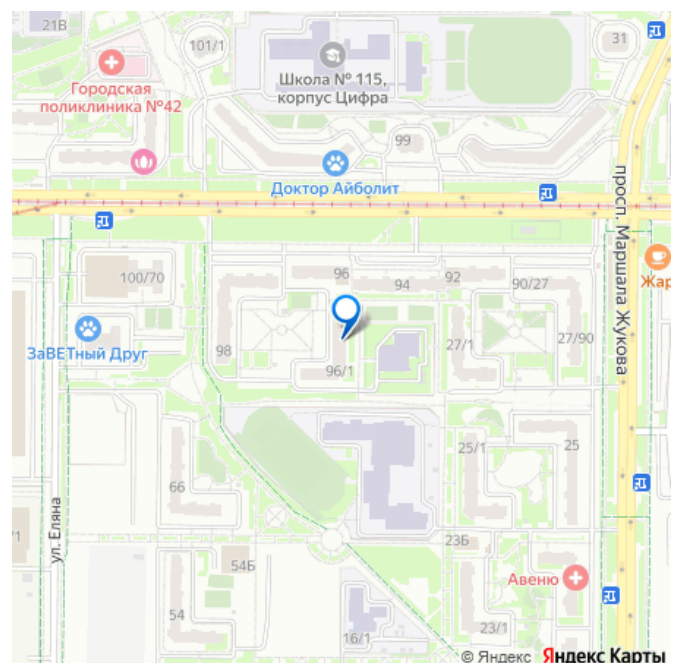 21В
101/1
31
Городская
поликлиника №42
Школа № 115,
корпус Цифра
99
Доктор Айболит
просп. Маршала Жукова
Жар
100/70
96
94
92
90/27
ЗаВЕТный Друг
98
96/1
27/1
27/90
66
25/1
25
ул. Еляна
/1
54Б
23Б
Авеню
54
16/1
23/1
© Яндекс Яндекс Карты